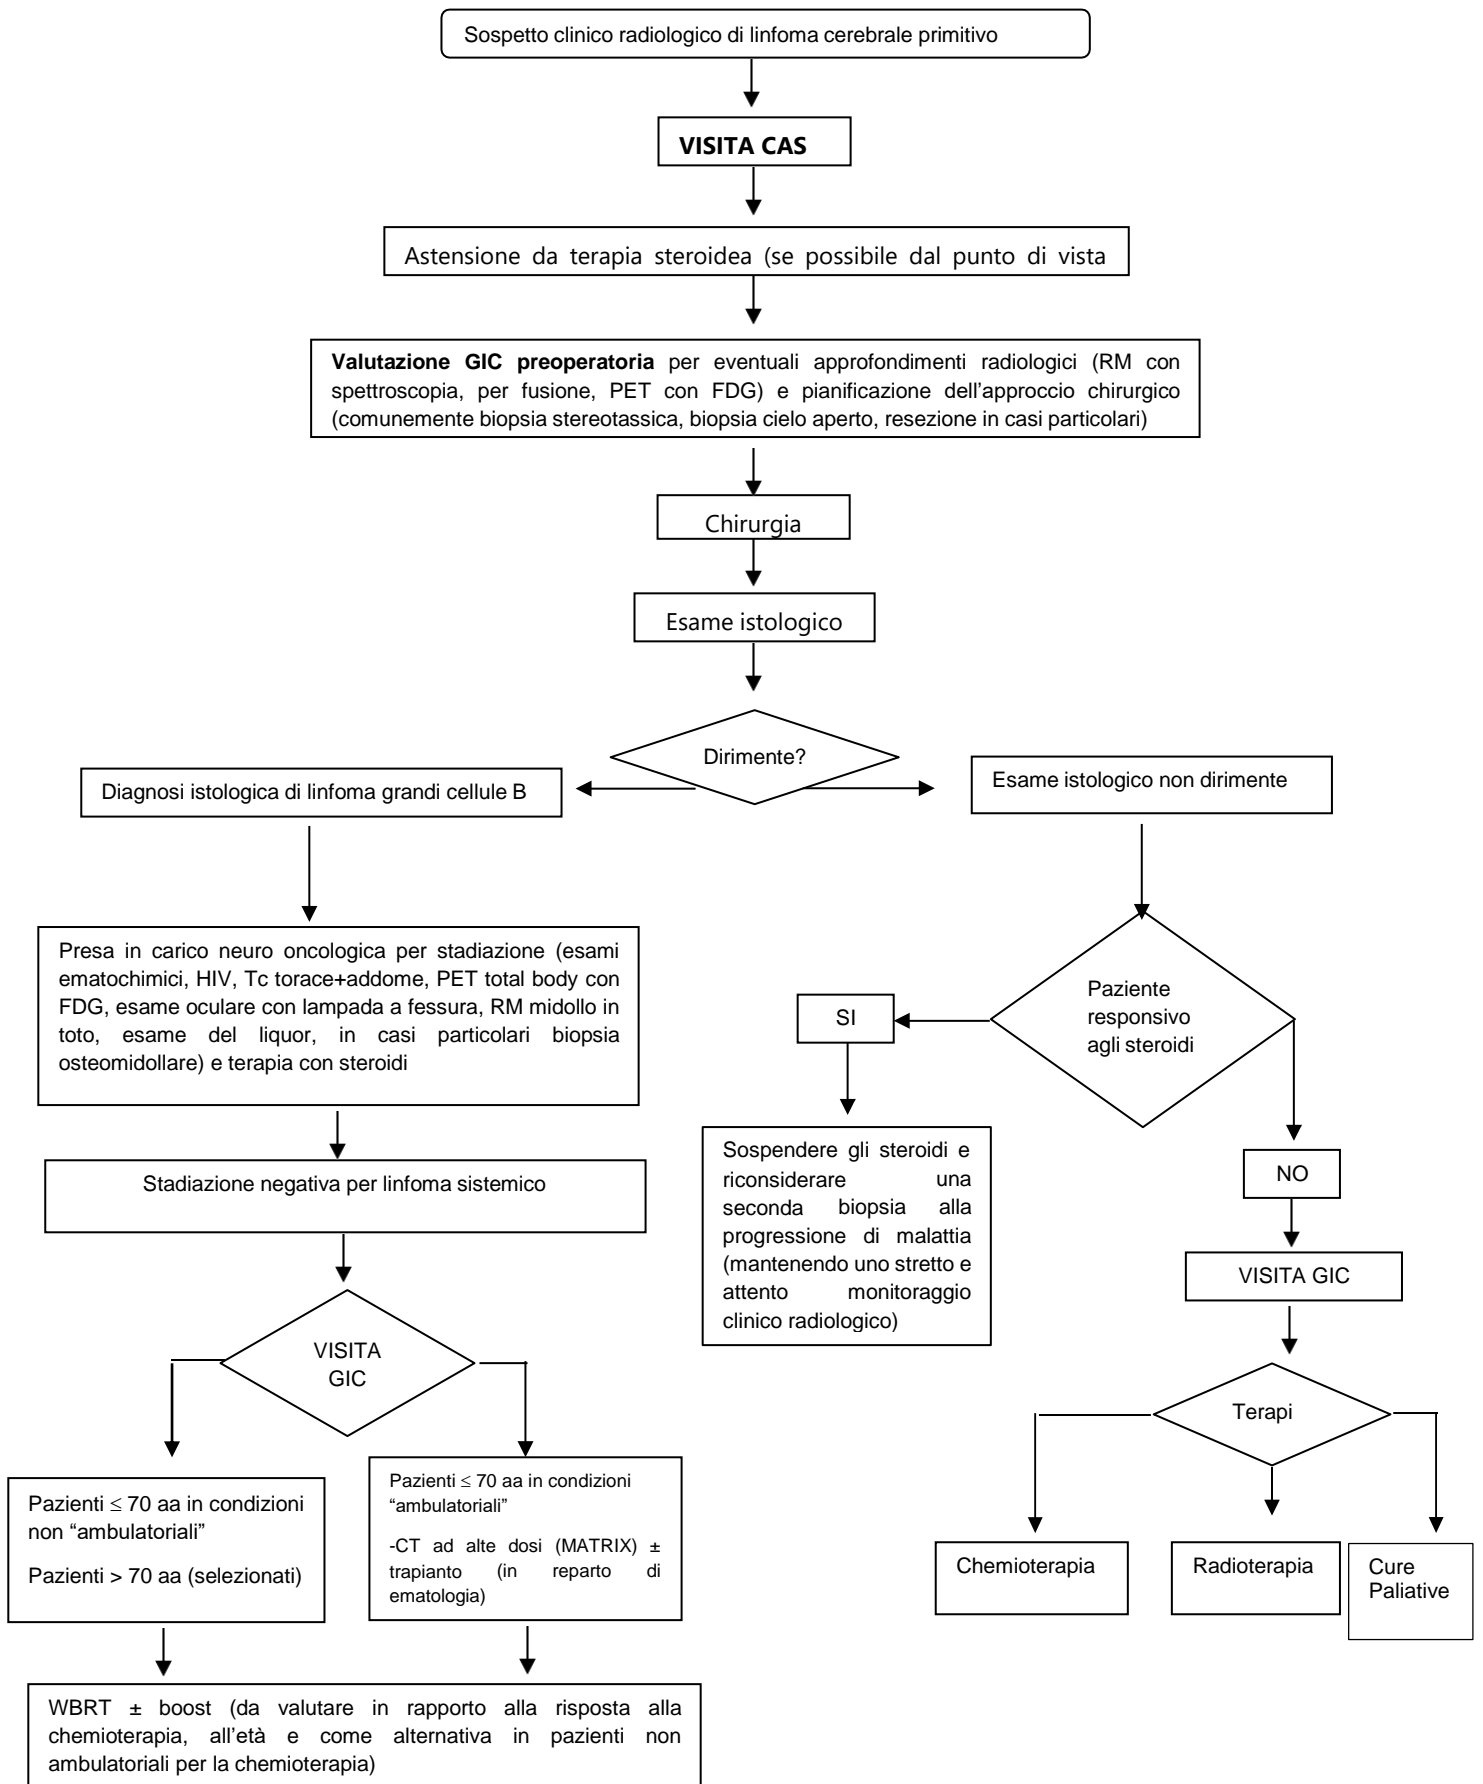 Sospetto clinico radiologico di linfoma cerebrale primitivo
VISITA CAS
Astensione da terapia steroidea (se possibile dal punto di vista
Valutazione GIC preoperatoria per eventuali approfondimenti radiologici (RM con
spettroscopia, per fusione, PET con FDG) e pianificazione dell'approccio chirurgico
(comunemente biopsia stereotassica, biopsia cielo aperto, resezione in casi particolari)
Chirurgia
Esame istologico
Dirimente?
Diagnosi istologica di linfoma grandi cellule B
Esame istologico non dirimente
Presa in carico neuro oncologica per stadiazione (esami
ematochimici, HIV, Tc torace+addome, PET total body con
FDG, esame oculare con lampada a fessura, RM midollo in
toto, esame del liquor, in casi particolari biopsia
osteomidollare) e terapia con steroidi
Paziente
responsivo
agli steroidi
SI
Sospendere gli steroidi e
riconsiderare una
seconda biopsia alla
progressione di malattia
(mantenendo uno stretto e
attento monitoraggio
clinico radiologico)
NO
Stadiazione negativa per linfoma sistemico
VISITA GIC
VISITA
GIC
Terapi
Pazienti ≤ 70 aa in condizioni
non “ambulatoriali”
Pazienti > 70 aa (selezionati)
Pazienti ≤ 70 aa in condizioni
“ambulatoriali”
-CT ad alte dosi (MATRIX) ±
trapianto (in reparto di
ematologia)
Chemioterapia
Radioterapia
Cure
Paliative
WBRT ± boost (da valutare in rapporto alla risposta alla
chemioterapia, all'età e come alternativa in pazienti non
ambulatoriali per la chemioterapia)